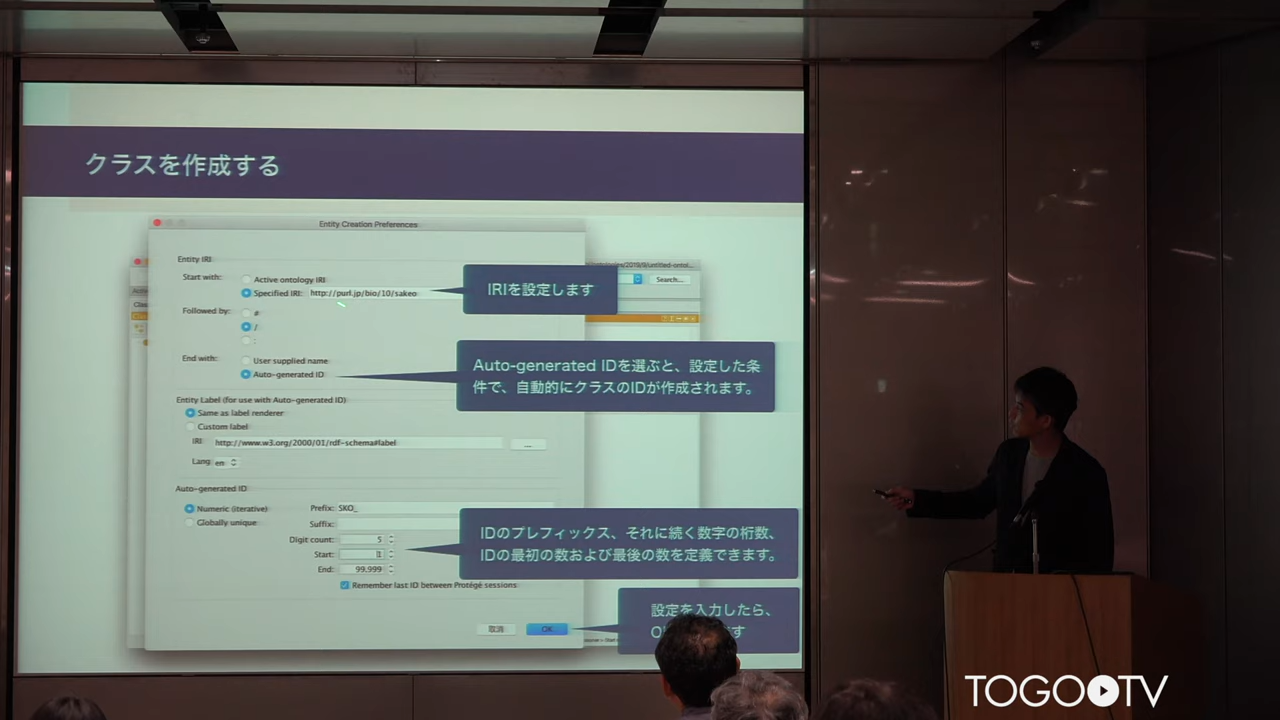 クラスを作成する
Entity Creation Preferences
Entity IRI
Start with:
Active ontology IRI
Specified IRI: http://purl.jp/bio/10/sakeo
Followed by:
#
/
:
End with:
User supplied name
Auto-generated ID
Entity Label (for use with Auto-generated ID)
Same as label renderer
Custom label
IRI http://www.w3.org/2000/01/rdf-schema#label
...
Lang en
Auto-generated ID
Numeric (iterative)
Globally unique
Prefix: SKO_
Suffix:
Digit count: 5
Start: 1
End: 99,999
Remember last ID between Protégé sessions
取消
OK
Search...
IRIを設定します
Auto-generated IDを選ぶと、設定した条
件で、自動的にクラスのIDが作成されます。
IDのプレフィックス、それに続く数字の桁数、
IDの最初の数および最後の数を定義できます。
設定を入力したら、
TOGOTV